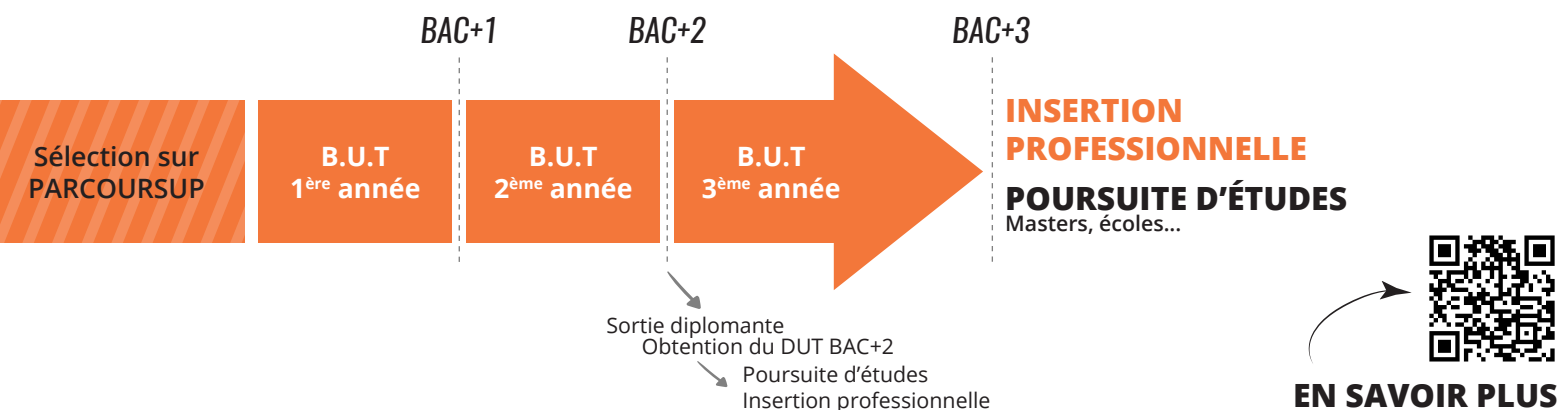 BAC+1
BAC+2
BAC+3
Sélection sur
PARCOURSUP
B.U.T
1ère année
B.U.T
2ème année
B.U.T
3ème année
INSERTION
PROFESSIONNELLE
POURSUITE D’ÉTUDES
Masters, écoles...
Sortie diplomante
Obtention du DUT BAC+2
Poursuite d’études
Insertion professionnelle
EN SAVOIR PLUS